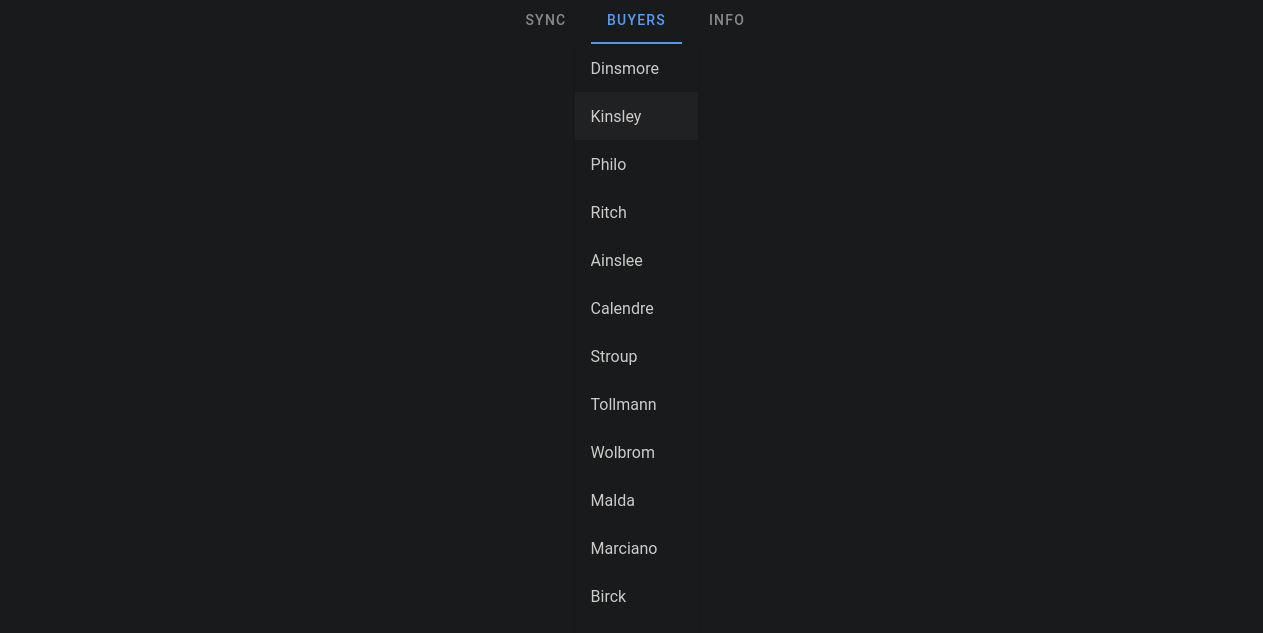 SYNC BUYERS INFO
Dinsmore
Kinsley
Philo
Ritch
Ainslee
Calendre
Stroup
Tollmann
Wolbrom
Malda
Marciano
Birck